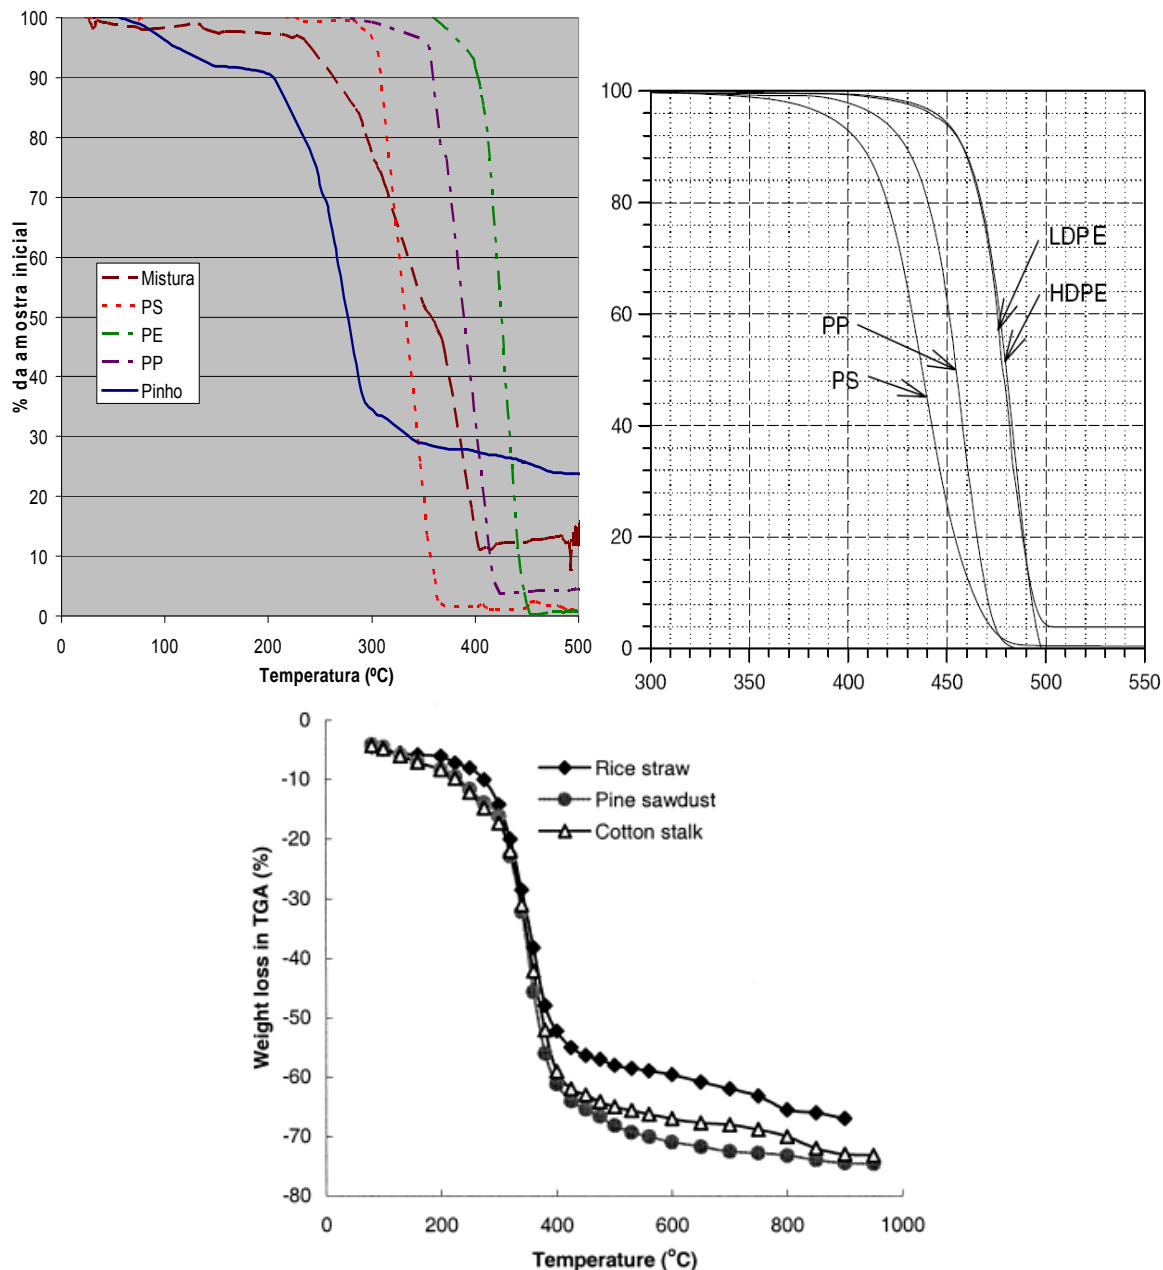 % da amostra inicial
100
90
80
70
60
50
40
30
20
10
0
Mistura
PS
PE
PP
Pinho
0
100
200
300
400
500
Temperatura (ºC)
100
80
60
40
20
0
LDPE
HDPE
PP
PS
300
350
400
450
500
550
Weight loss in TGA (%)
0
-10
-20
-30
-40
-50
-60
-70
-80
Rice straw
Pine sawdust
Cotton stalk
0
200
400
600
800
1000
Temperature (°C)